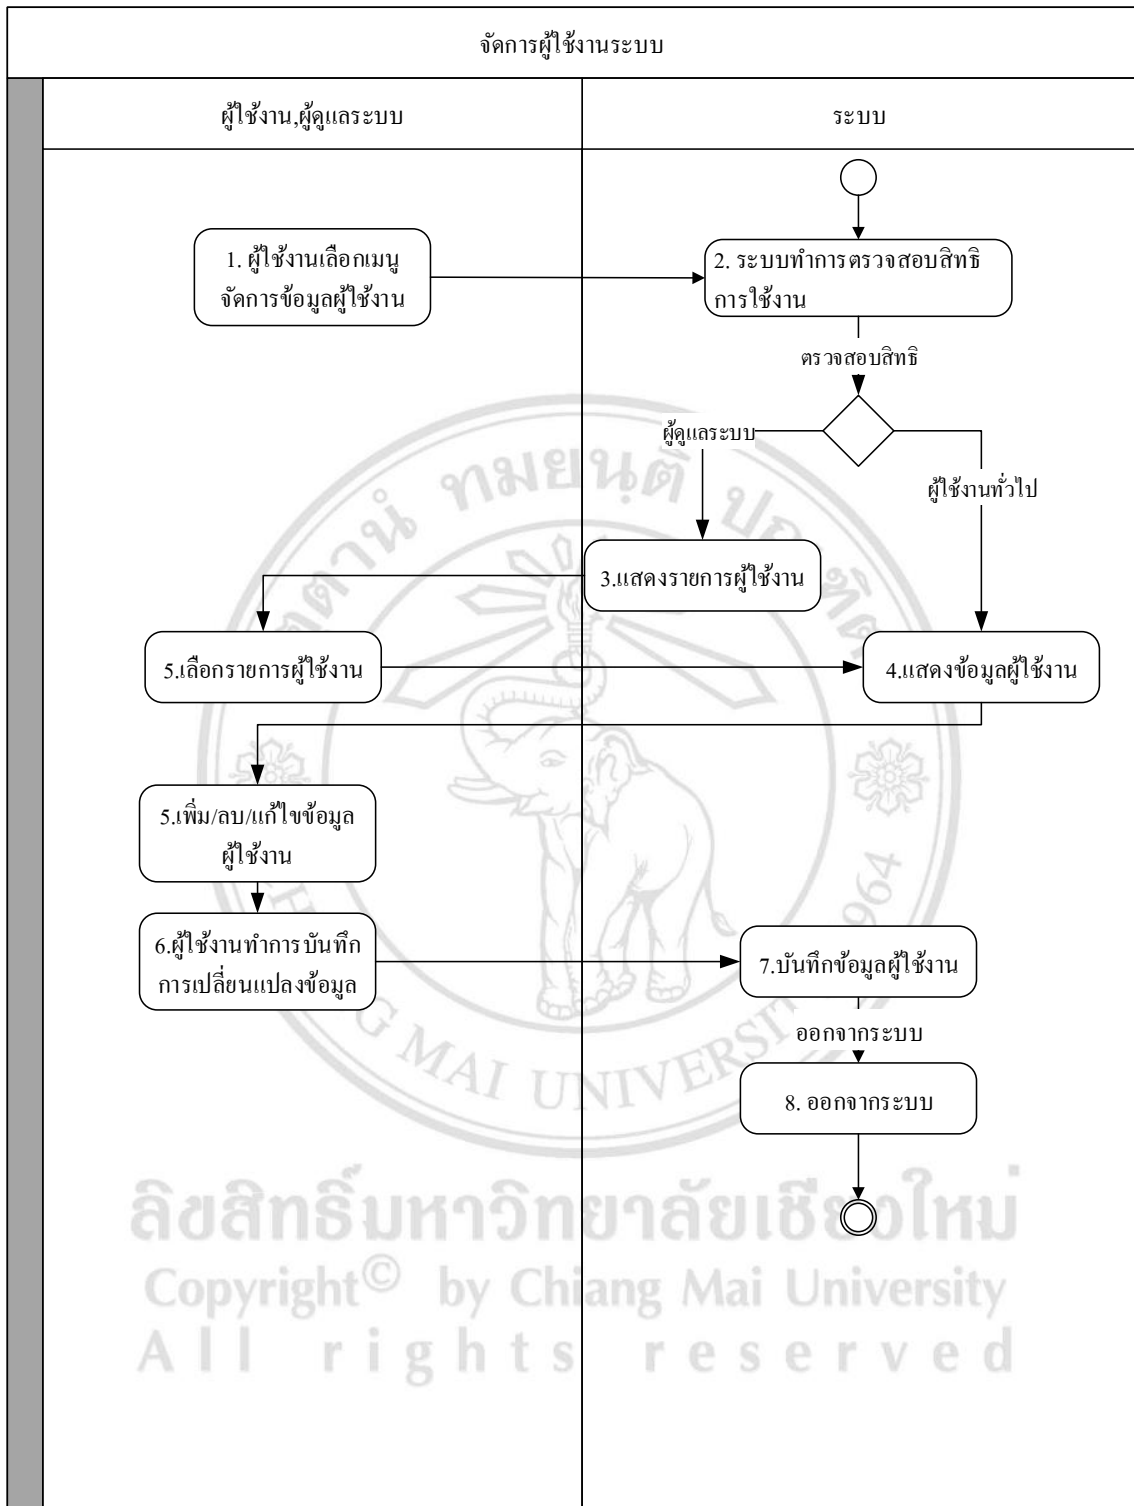 จัดการผู้ใช้งานระบบ
ผู้ใช้งาน,ผู้ดูแลระบบ
ระบบ
1. ผู้ใช้งานเลือกเมนู
จัดการข้อมูลผู้ใช้งาน
2. ระบบทำการตรวจสอบสิทธิ
การใช้งาน
ตรวจสอบสิทธิ
ผู้ดูแลระบบ
ผู้ใช้งานทั่วไป
3.แสดงรายการผู้ใช้งาน
5.เลือกรายการผู้ใช้งาน
4.แสดงข้อมูลผู้ใช้งาน
5.เพิ่ม/ลบ/แก้ไขข้อมูล
ผู้ใช้งาน
6.ผู้ใช้งานทำการบันทึก
การเปลี่ยนแปลงข้อมูล
7.บันทึกข้อมูลผู้ใช้งาน
ออกจากระบบ
8. ออกจากระบบ
ทมยนฺติ
MAI UNIVERSITY 1964
ลิขสิทธิ์มหาวิทยาลัยเชียงใหม่
Copyright© by Chiang Mai University
All rights reserved